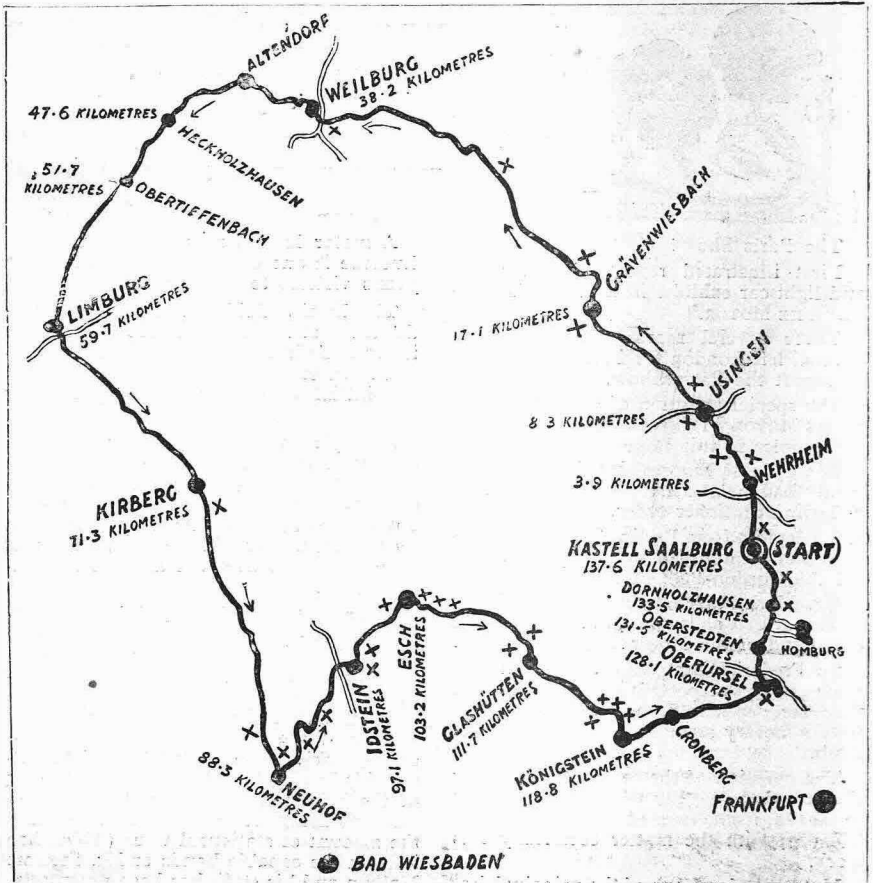 ALTENDORF
WEILBURG
38.2 KILOMETRES
47.6 KILOMETRES
HECKHOLZHAUSEN
51.7
KILOMETRES
OBERTIEFENBACH
GRÄVENWIESBACH
LIMBURG
59.7 KILOMETRES
17.1 KILOMETRES
USINGEN
8 3 KILOMETRES
WEHRHEIM
KIRBERG
71.3 KILOMETRES
3.9 KILOMETRES
KASTELL SAALBURG (START)
137.6 KILOMETRES
DORNHOLZHAUSEN
133.5 KILOMETRES
OBERSTEDTEN
131.5 KILOMETRES
HOMBURG
OBERURSEL
128.1 KILOMETRES
ESCH
103.2 KILOMETRES
IDSTEIN
97.1 KILOMETRES
GLASHÜTTEN
111.7 KILOMETRES
KÖNIGSTEIN
118.8 KILOMETRES
CRONBERG
NEUHOF
88.3 KILOMETRES
FRANKFURT
BAD WIESBADEN